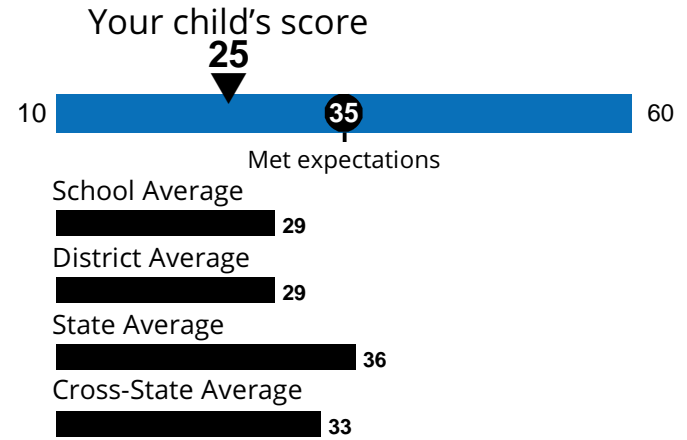 Your child’s score
25
10 35 60
Met expectations
School Average
29
District Average
29
State Average
36
Cross-State Average
33